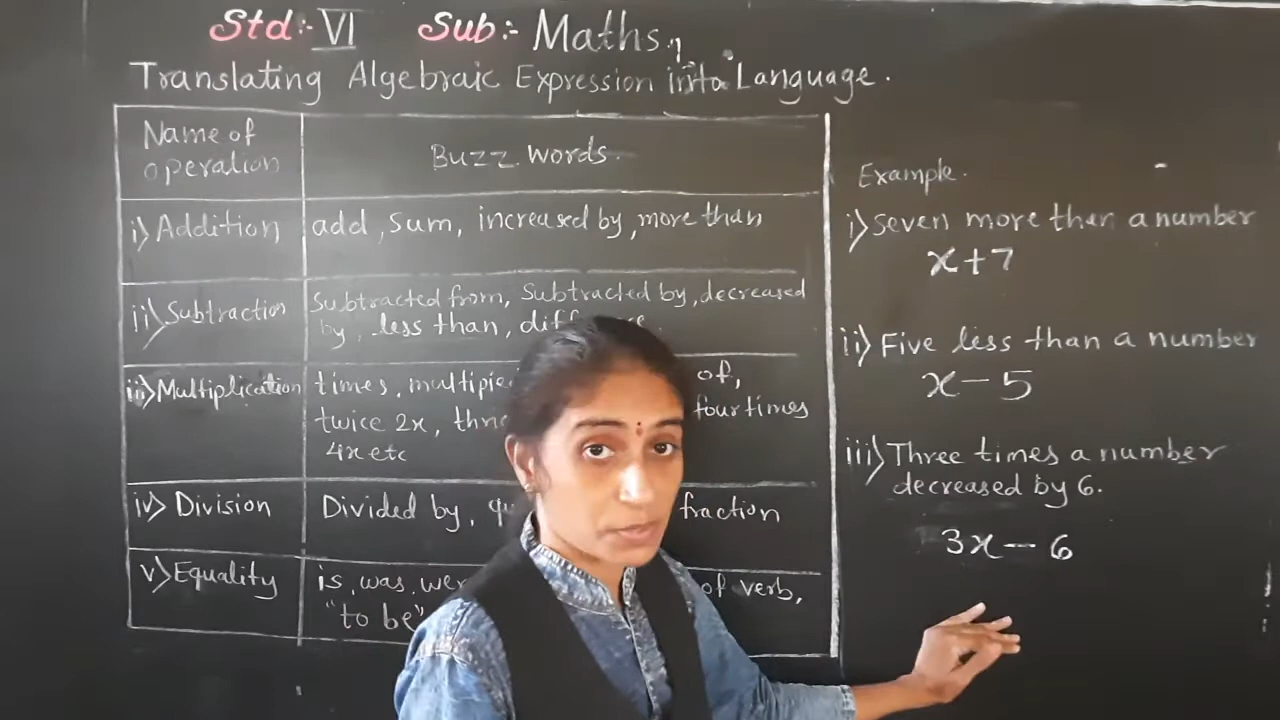 Std:- VI Sub:- Maths.
Translating Algebraic Expression into Language.
Name of
operation
Buzz words.
i) Addition
add, sum, increased by, more than
ii) Subtraction
Subtracted from, Subtracted by, decreased
by, less than,
iii) Multiplication
times, of,
twice 2x, four times
4x etc
iv) Division
Divided by, fraction
v) Equality
is, was, of verb,
"to be"
Example.
i) Seven more than a number
x+7
ii) Five less than a number
x-5
iii) Three times a number
decreased by 6.
3x-6